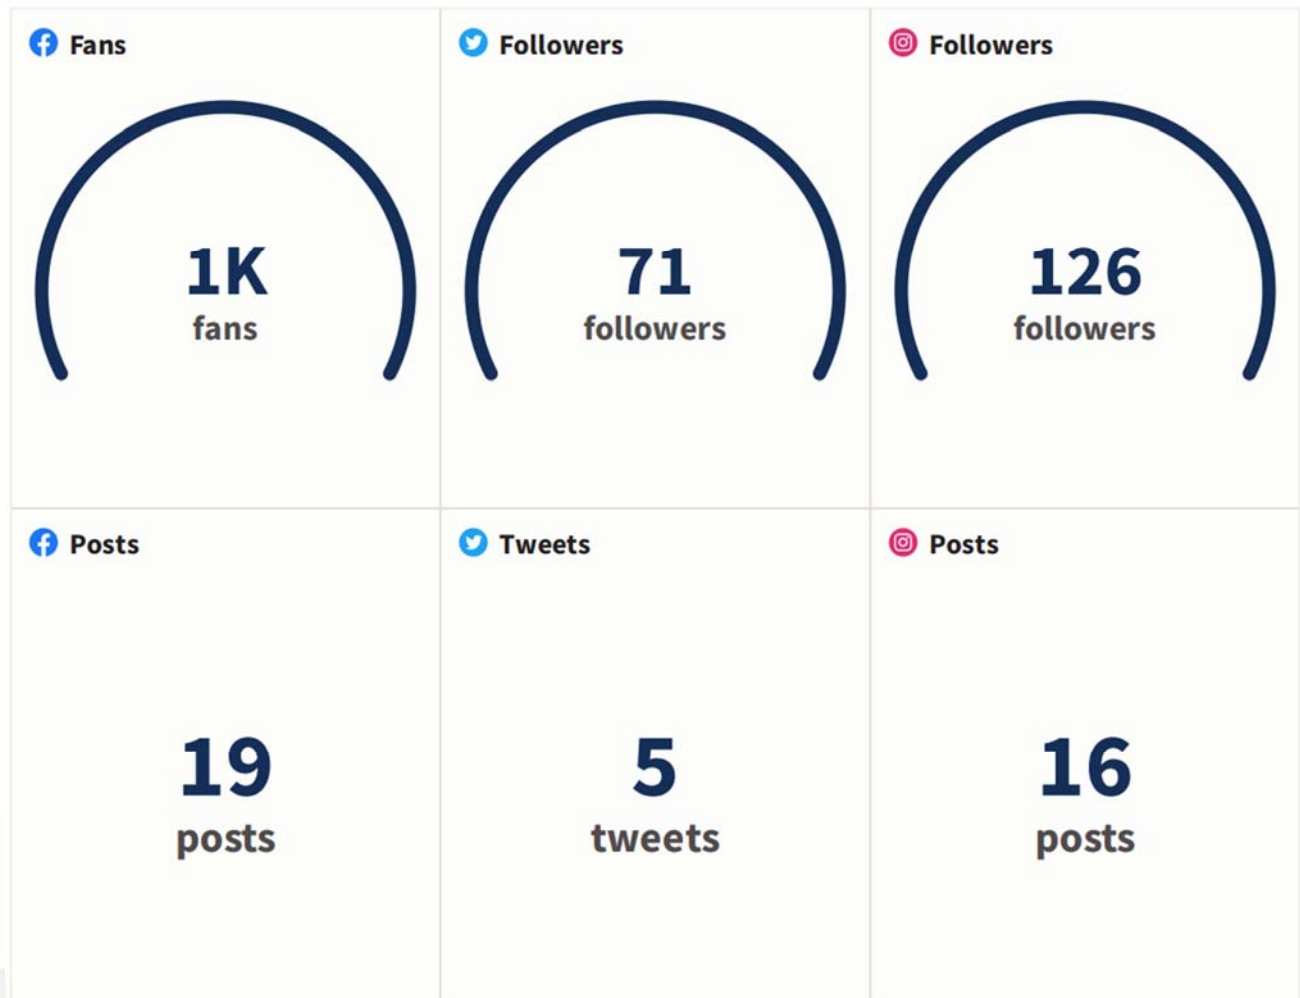 Fans
Followers
Followers
1K
fans
71
followers
126
followers
Posts
Tweets
Posts
19
posts
5
tweets
16
posts